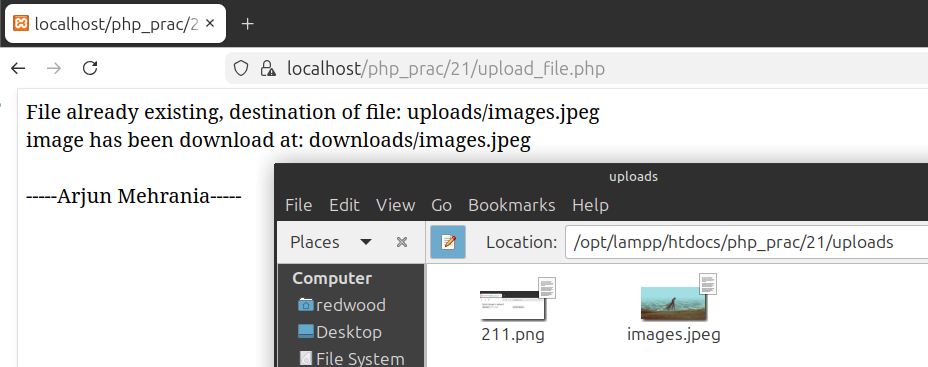 localhost/php_prac/2
localhost/php_prac/21/upload_file.php
File already existing, destination of file: uploads/images.jpeg
image has been download at: downloads/images.jpeg
-----Arjun Mehrania-----
uploads
File Edit View Go Bookmarks Help
Places Location: /opt/lampp/htdocs/php_prac/21/uploads
Computer
redwood
Desktop
File System
211.png images.jpeg